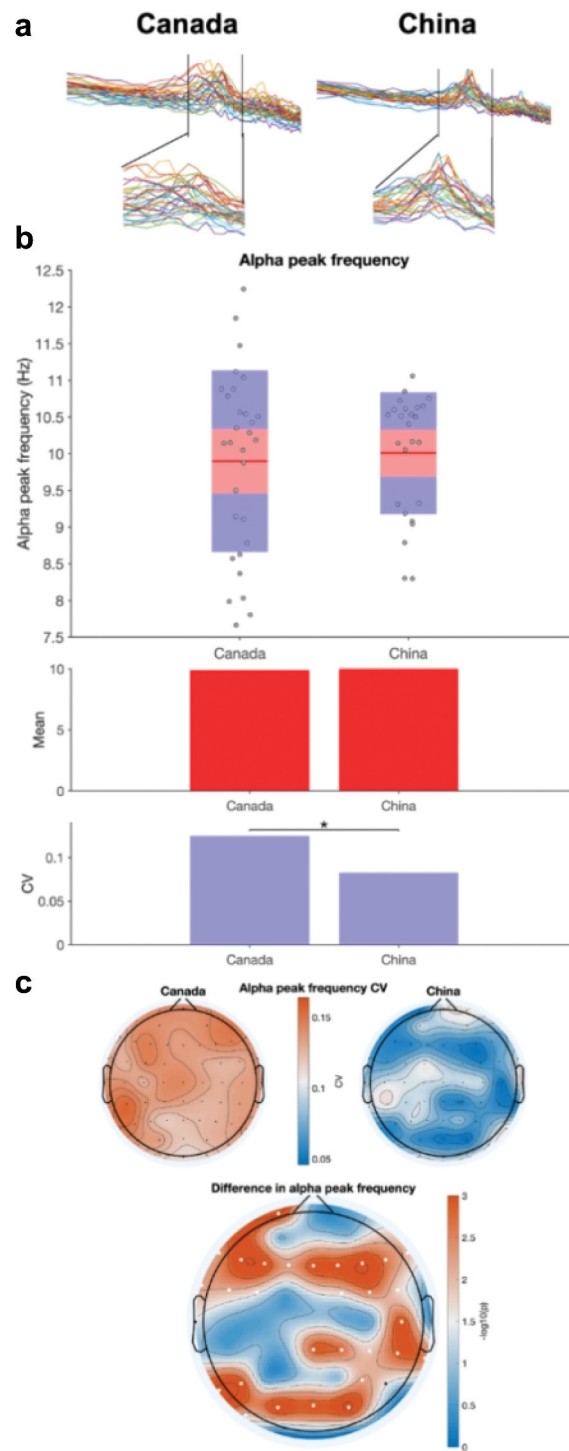 a
Canada China
b
Alpha peak frequency
12.5
12
11.5
11
10.5
10
9.5
9
8.5
8
7.5
Alpha peak frequency (Hz)
Canada China
10
5
0
Mean
Canada China
*
0.1
0.05
0
CV
Canada China
c
Canada Alpha peak frequency CV China
0.15
0.1
0.05
CV
Difference in alpha peak frequency
3
2.5
2
1.5
1
0.5
0
-log10(p)